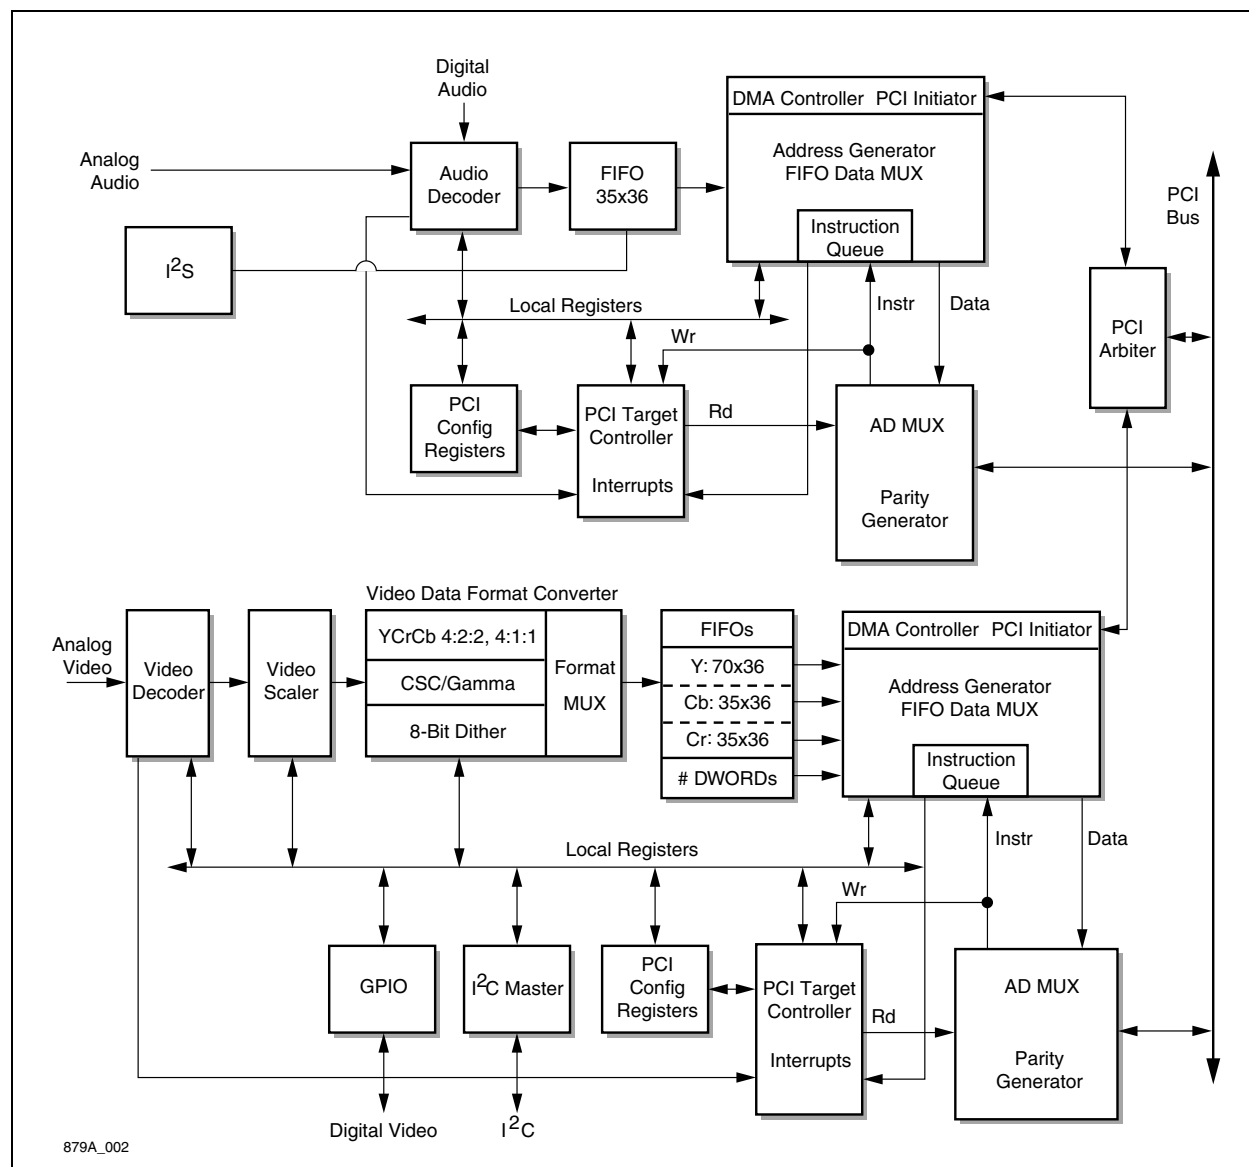 Digital
Audio
DMA Controller PCI Initiator
Analog
Audio
Audio
Decoder
FIFO
35x36
Address Generator
FIFO Data MUX
PCI
Bus
Instruction
Queue
I²S
Local Registers
Instr
Data
Wr
PCI
Arbiter
PCI
Config
Registers
PCI Target
Controller
Interrupts
Rd
AD MUX
Parity
Generator
Video Data Format Converter
Analog
Video
Video
Decoder
Video
Scaler
YCrCb 4:2:2, 4:1:1
CSC/Gamma
8-Bit Dither
Format
MUX
FIFOs
Y: 70x36
Cb: 35x36
Cr: 35x36
# DWORDs
DMA Controller PCI Initiator
Address Generator
FIFO Data MUX
Instruction
Queue
Local Registers
Instr
Data
Wr
GPIO
I²C Master
PCI
Config
Registers
PCI Target
Controller
Interrupts
Rd
AD MUX
Parity
Generator
Digital Video
I²C
879A_002